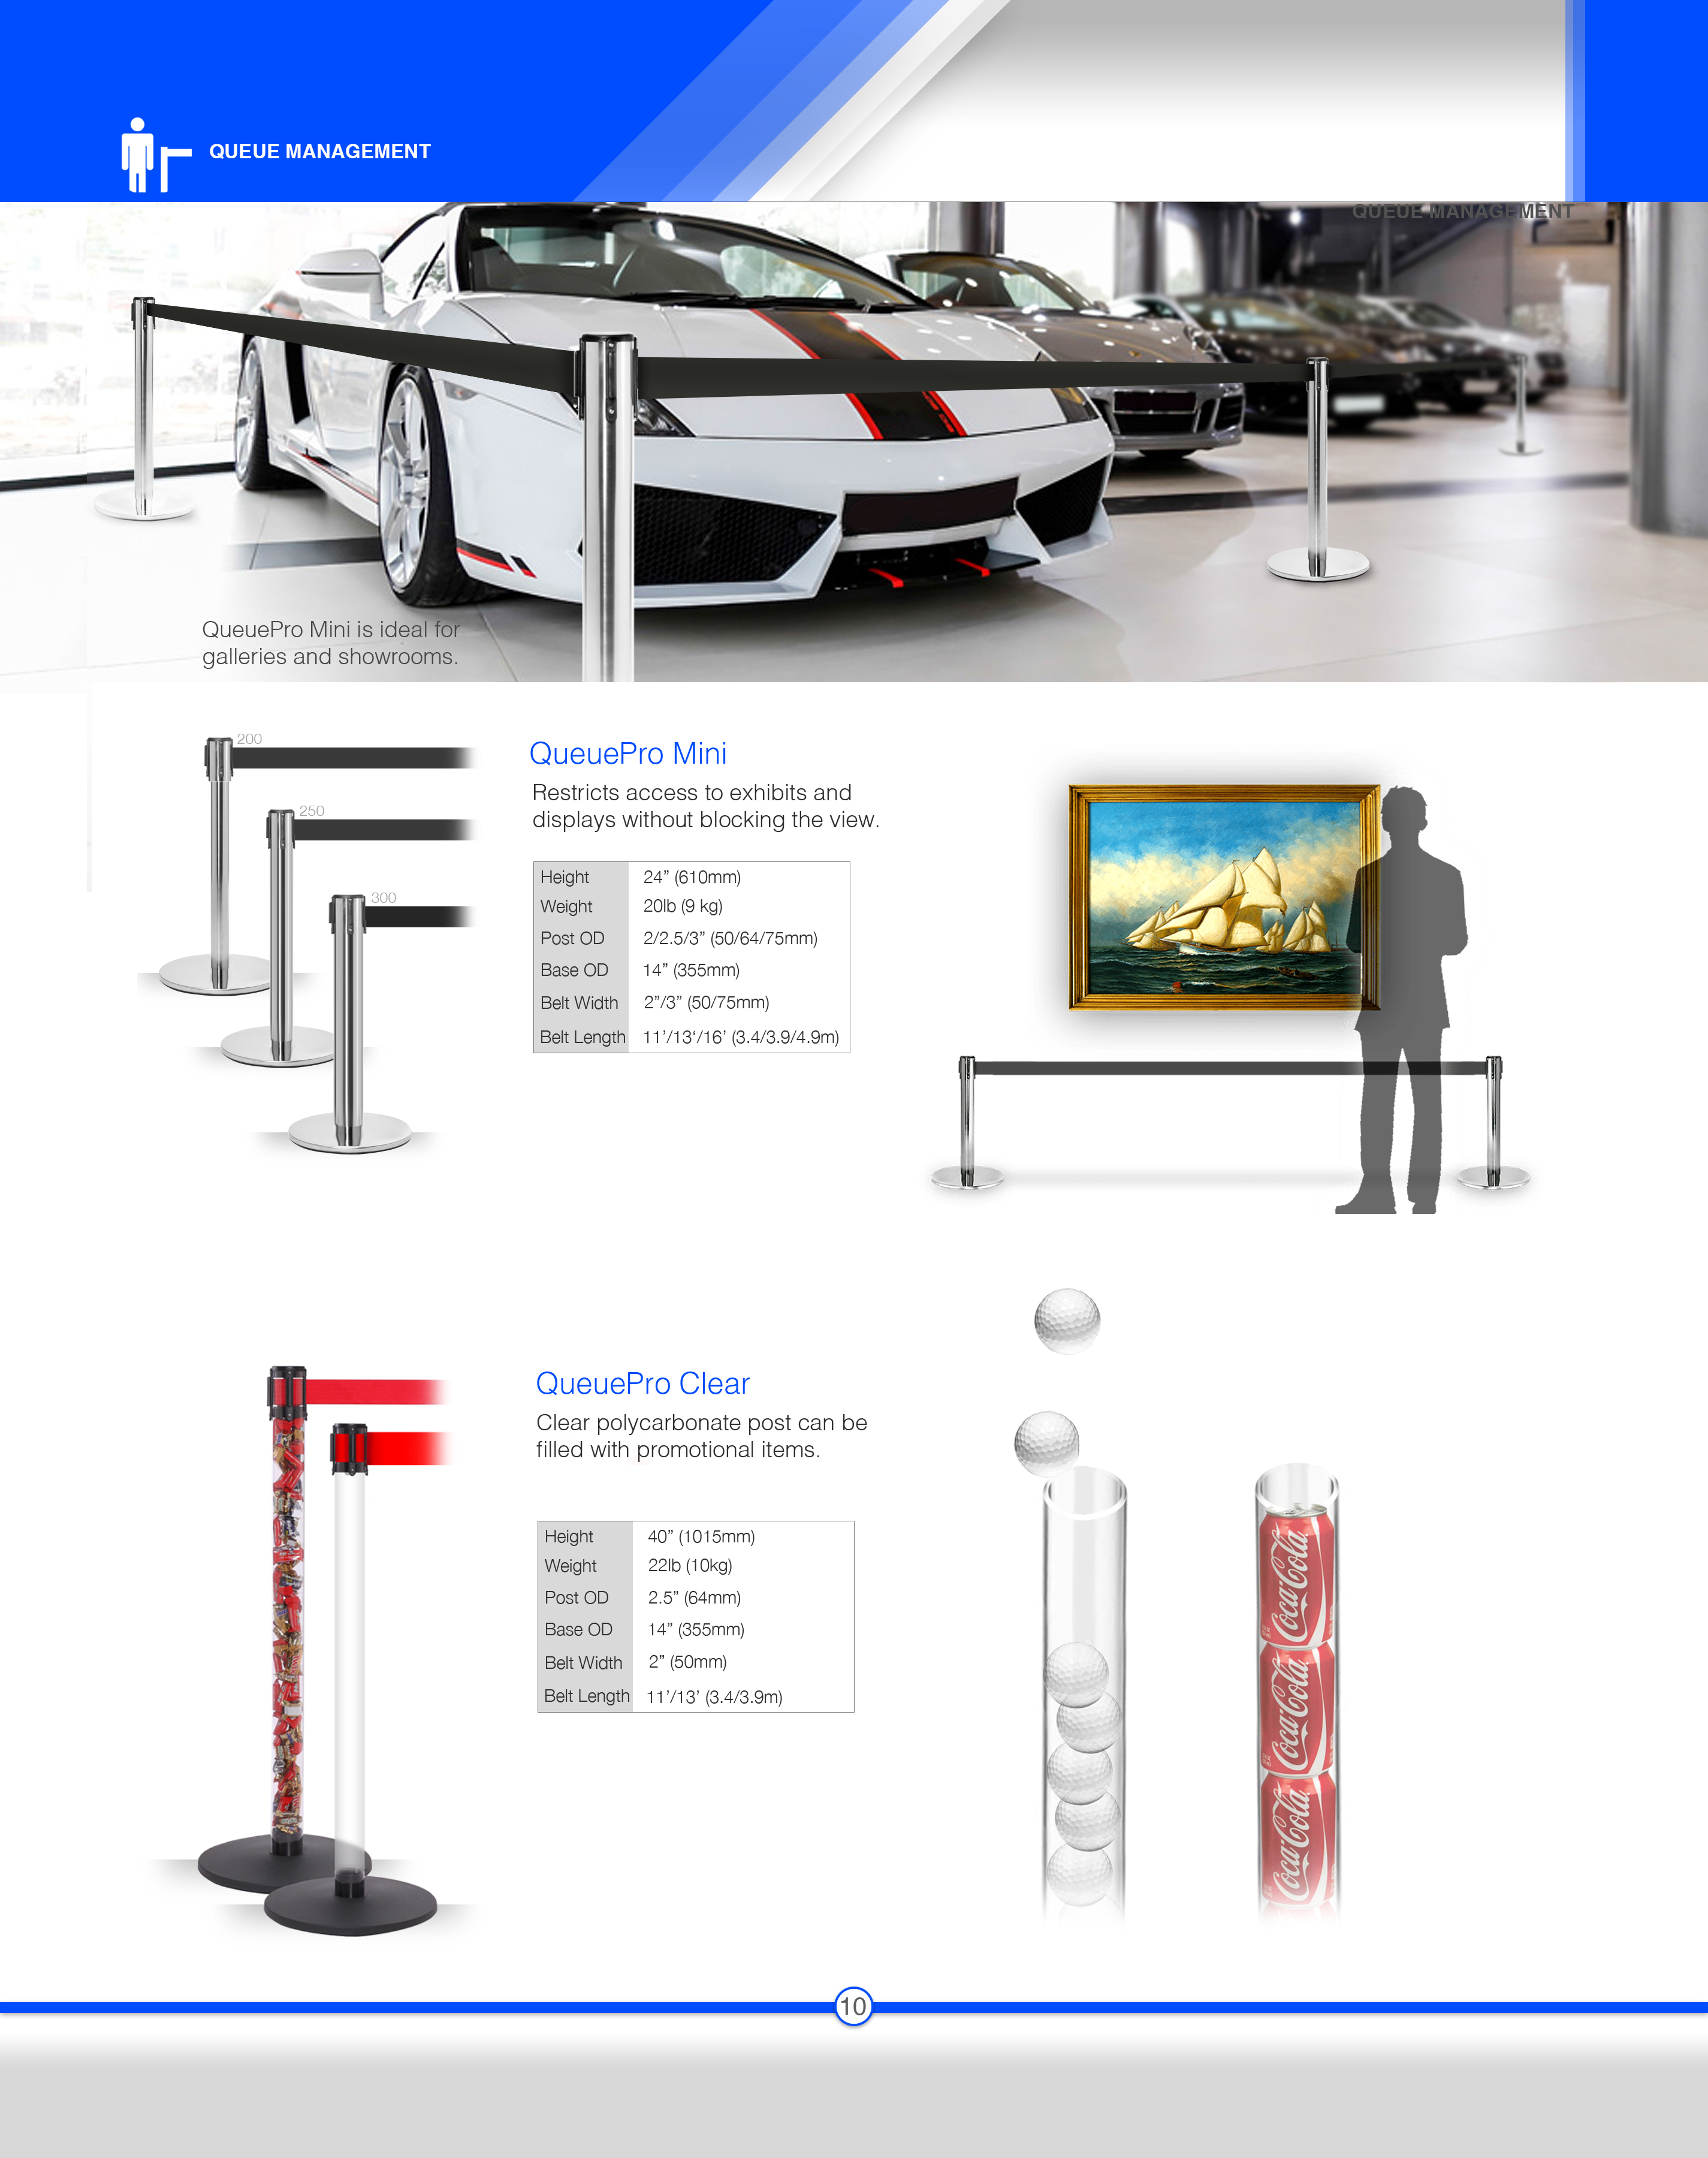 QUEUE MANAGEMENT
QUEUE MANAGEMENT
QueuePro Mini is ideal for
galleries and showrooms.
200
250
300
QueuePro Mini
Restricts access to exhibits and
displays without blocking the view.
Height 24” (610mm)
Weight 20lb (9 kg)
Post OD 2/2.5/3” (50/64/75mm)
Base OD 14” (355mm)
Belt Width 2”/3” (50/75mm)
Belt Length 11’/13‘/16’ (3.4/3.9/4.9m)
QueuePro Clear
Clear polycarbonate post can be
filled with promotional items.
Height 40” (1015mm)
Weight 22lb (10kg)
Post OD 2.5” (64mm)
Base OD 14” (355mm)
Belt Width 2” (50mm)
Belt Length 11’/13’ (3.4/3.9m)
Coca-Cola
Coca-Cola
Coca-Cola
10